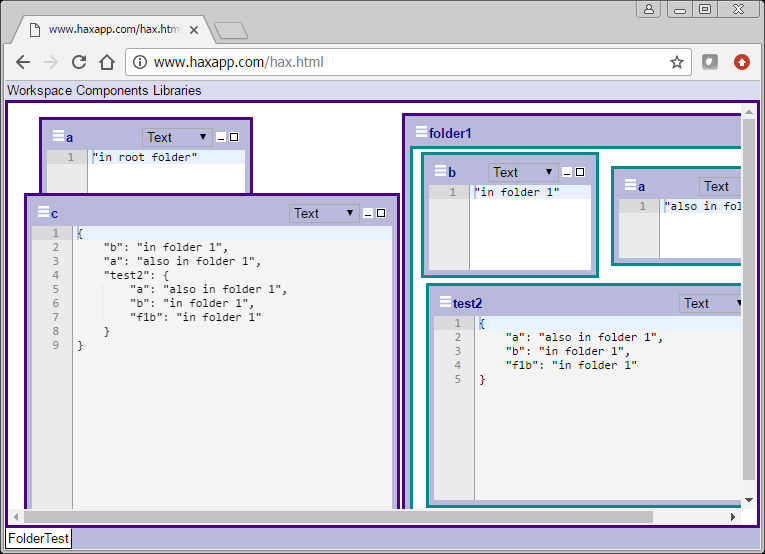 www.haxapp.com/hax.html
www.haxapp.com/hax.html
Workspace Components Libraries
a Text
1 "in root folder"
c Text
1 {
2 "b": "in folder 1",
3 "a": "also in folder 1",
4 "test2": {
5 "a": "also in folder 1",
6 "b": "in folder 1",
7 "f1b": "in folder 1"
8 }
9 }
folder1
b Text
1 "in folder 1"
a Text
1 "also in fol
test2 Text
1 {
2 "a": "also in folder 1",
3 "b": "in folder 1",
4 "f1b": "in folder 1"
5 }
FolderTest